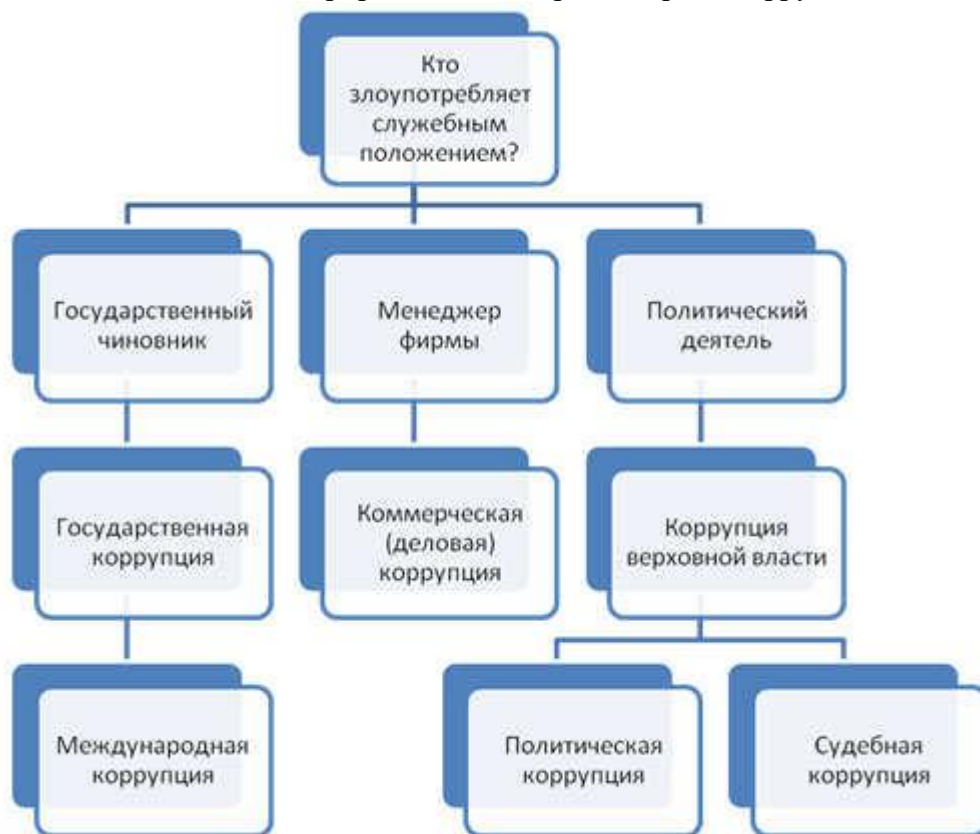 Кто
злоупотребляет
служебным
положением?
Государственный
чиновник
Менеджер
фирмы
Политический
деятель
Государственная
коррупция
Коммерческая
(деловая)
коррупция
Коррупция
верховной власти
Международная
коррупция
Политическая
коррупция
Судебная
коррупция